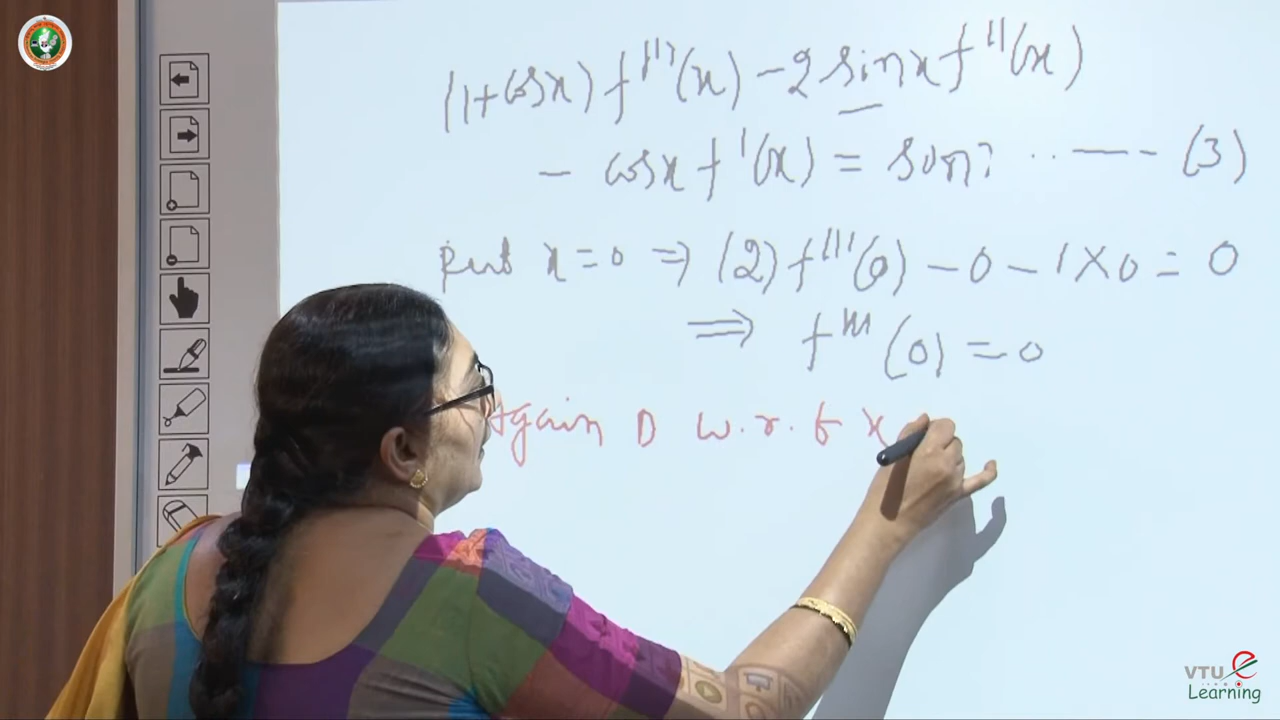 (1+cosx) f'''(x) - 2 sinx f''(x)
- cosx f'(x) = sinx ..---- (3)
put x=0 ⇒ (2) f'''(0) - 0 - 1×0 = 0
⇒ f'''(0) = 0
Again D w.r.t x
VTU e
Learning